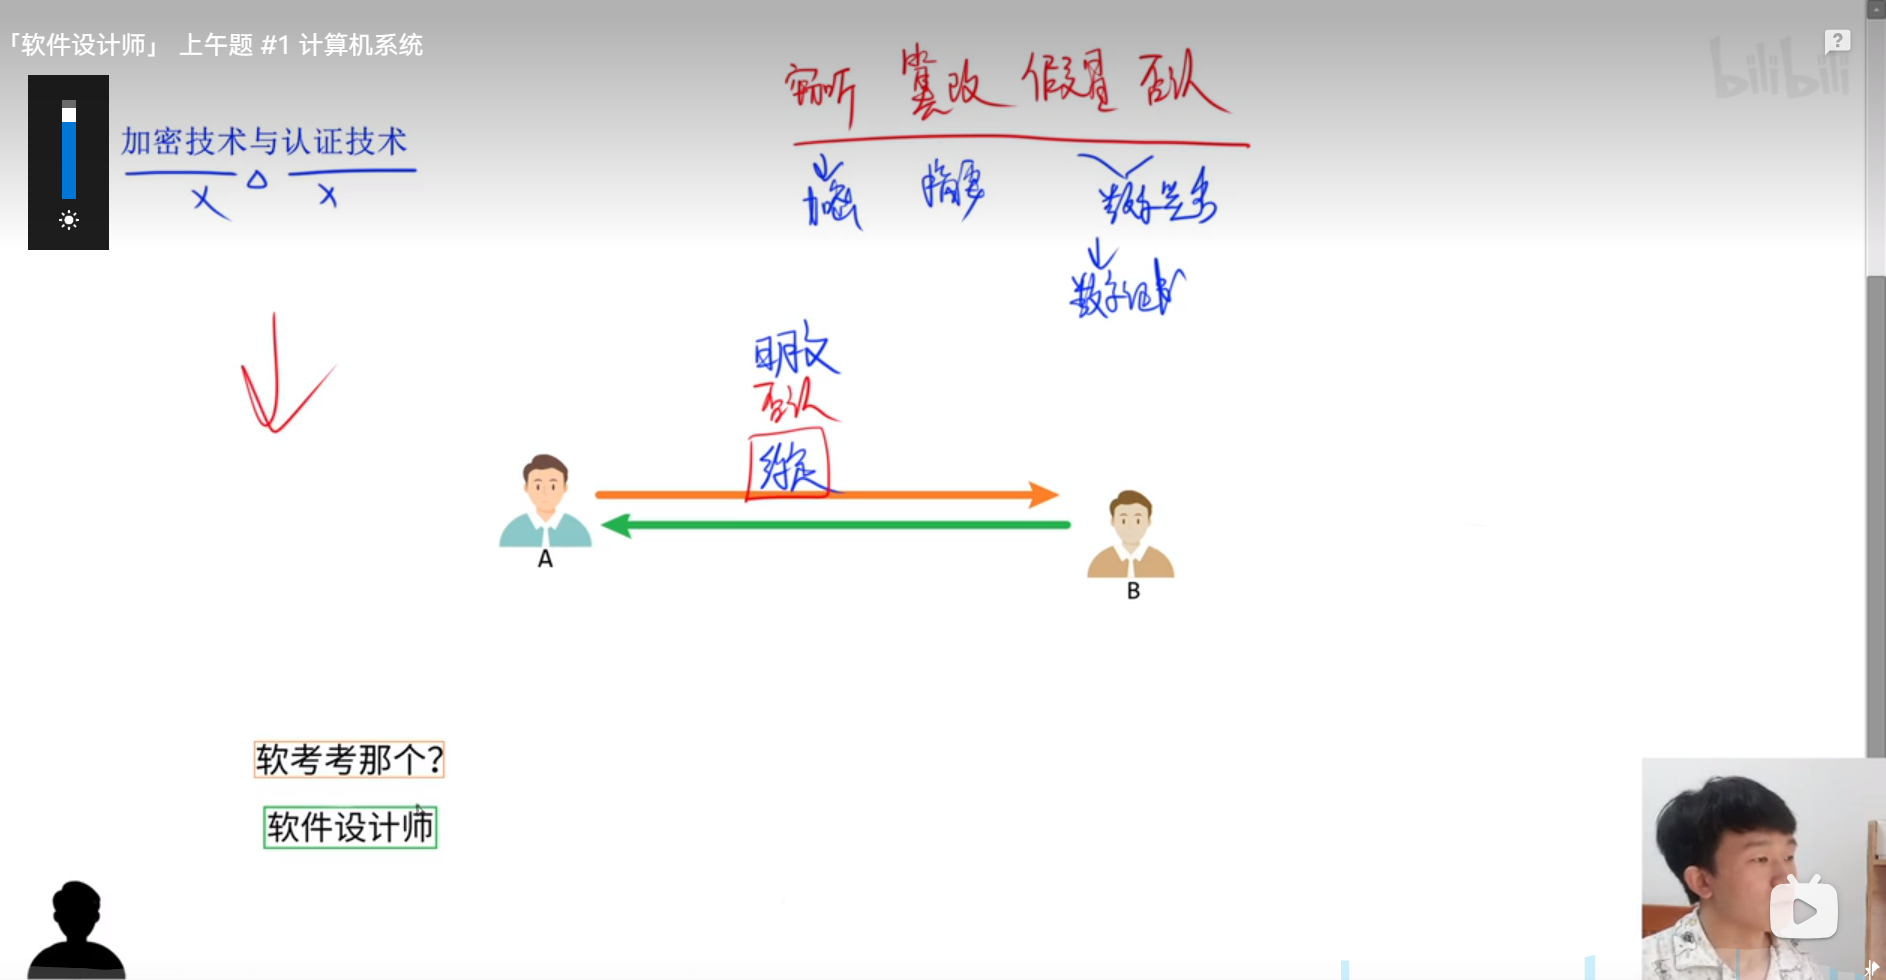 「软件设计师」 上午题 #1 计算机系统
bilibili
窃听 篡改 假冒 否认
加密技术与认证技术
加密 摘要 数字签名
数字证书
明文
否认
约定
A
B
软考考那个?
软件设计师